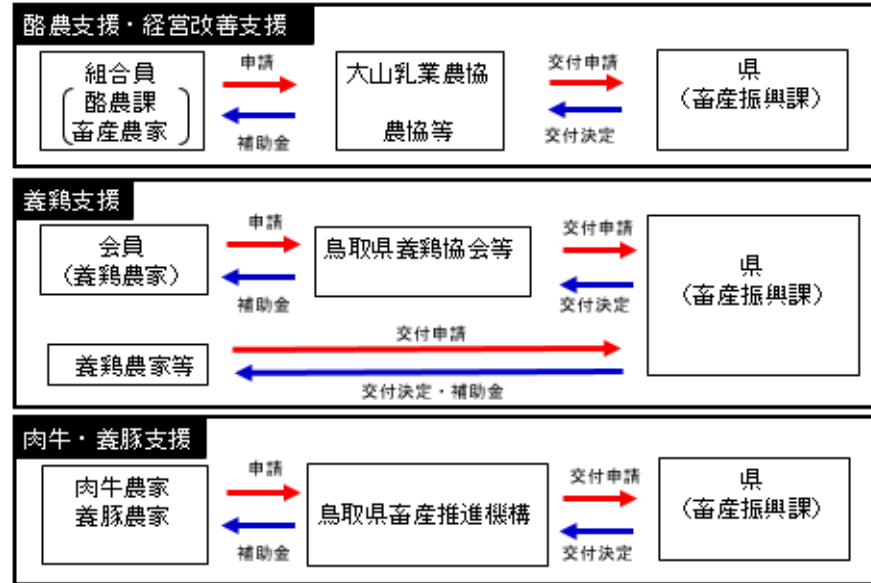 酪農支援・経営改善支援
申請
交付申請
組合員
酪農課
畜産農家
大山乳業農協
農協等
県
（畜産振興課）
補助金
交付決定
養鶏支援
申請
交付申請
会員
（養鶏農家）
鳥取県養鶏協会等
県
（畜産振興課）
補助金
交付決定
交付申請
養鶏農家等
交付決定・補助金
肉牛・養豚支援
申請
交付申請
肉牛農家
養豚農家
鳥取県畜産推進機構
県
（畜産振興課）
補助金
交付決定